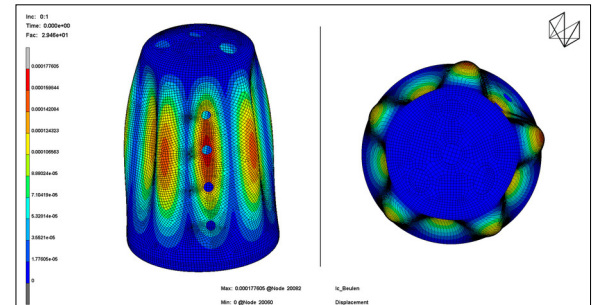 Inc: 0:1
Time: 0.000e+00
Fac: 2.946e+01
0.000177605
0.000159844
0.000142084
0.000124323
0.000106563
8.88024e-05
7.10419e-05
5.32814e-05
3.5521e-05
1.77605e-05
0
Max: 0.000177605 @Node 20082
Min: 0 @Node 20060
lc_Beulen
Displacement